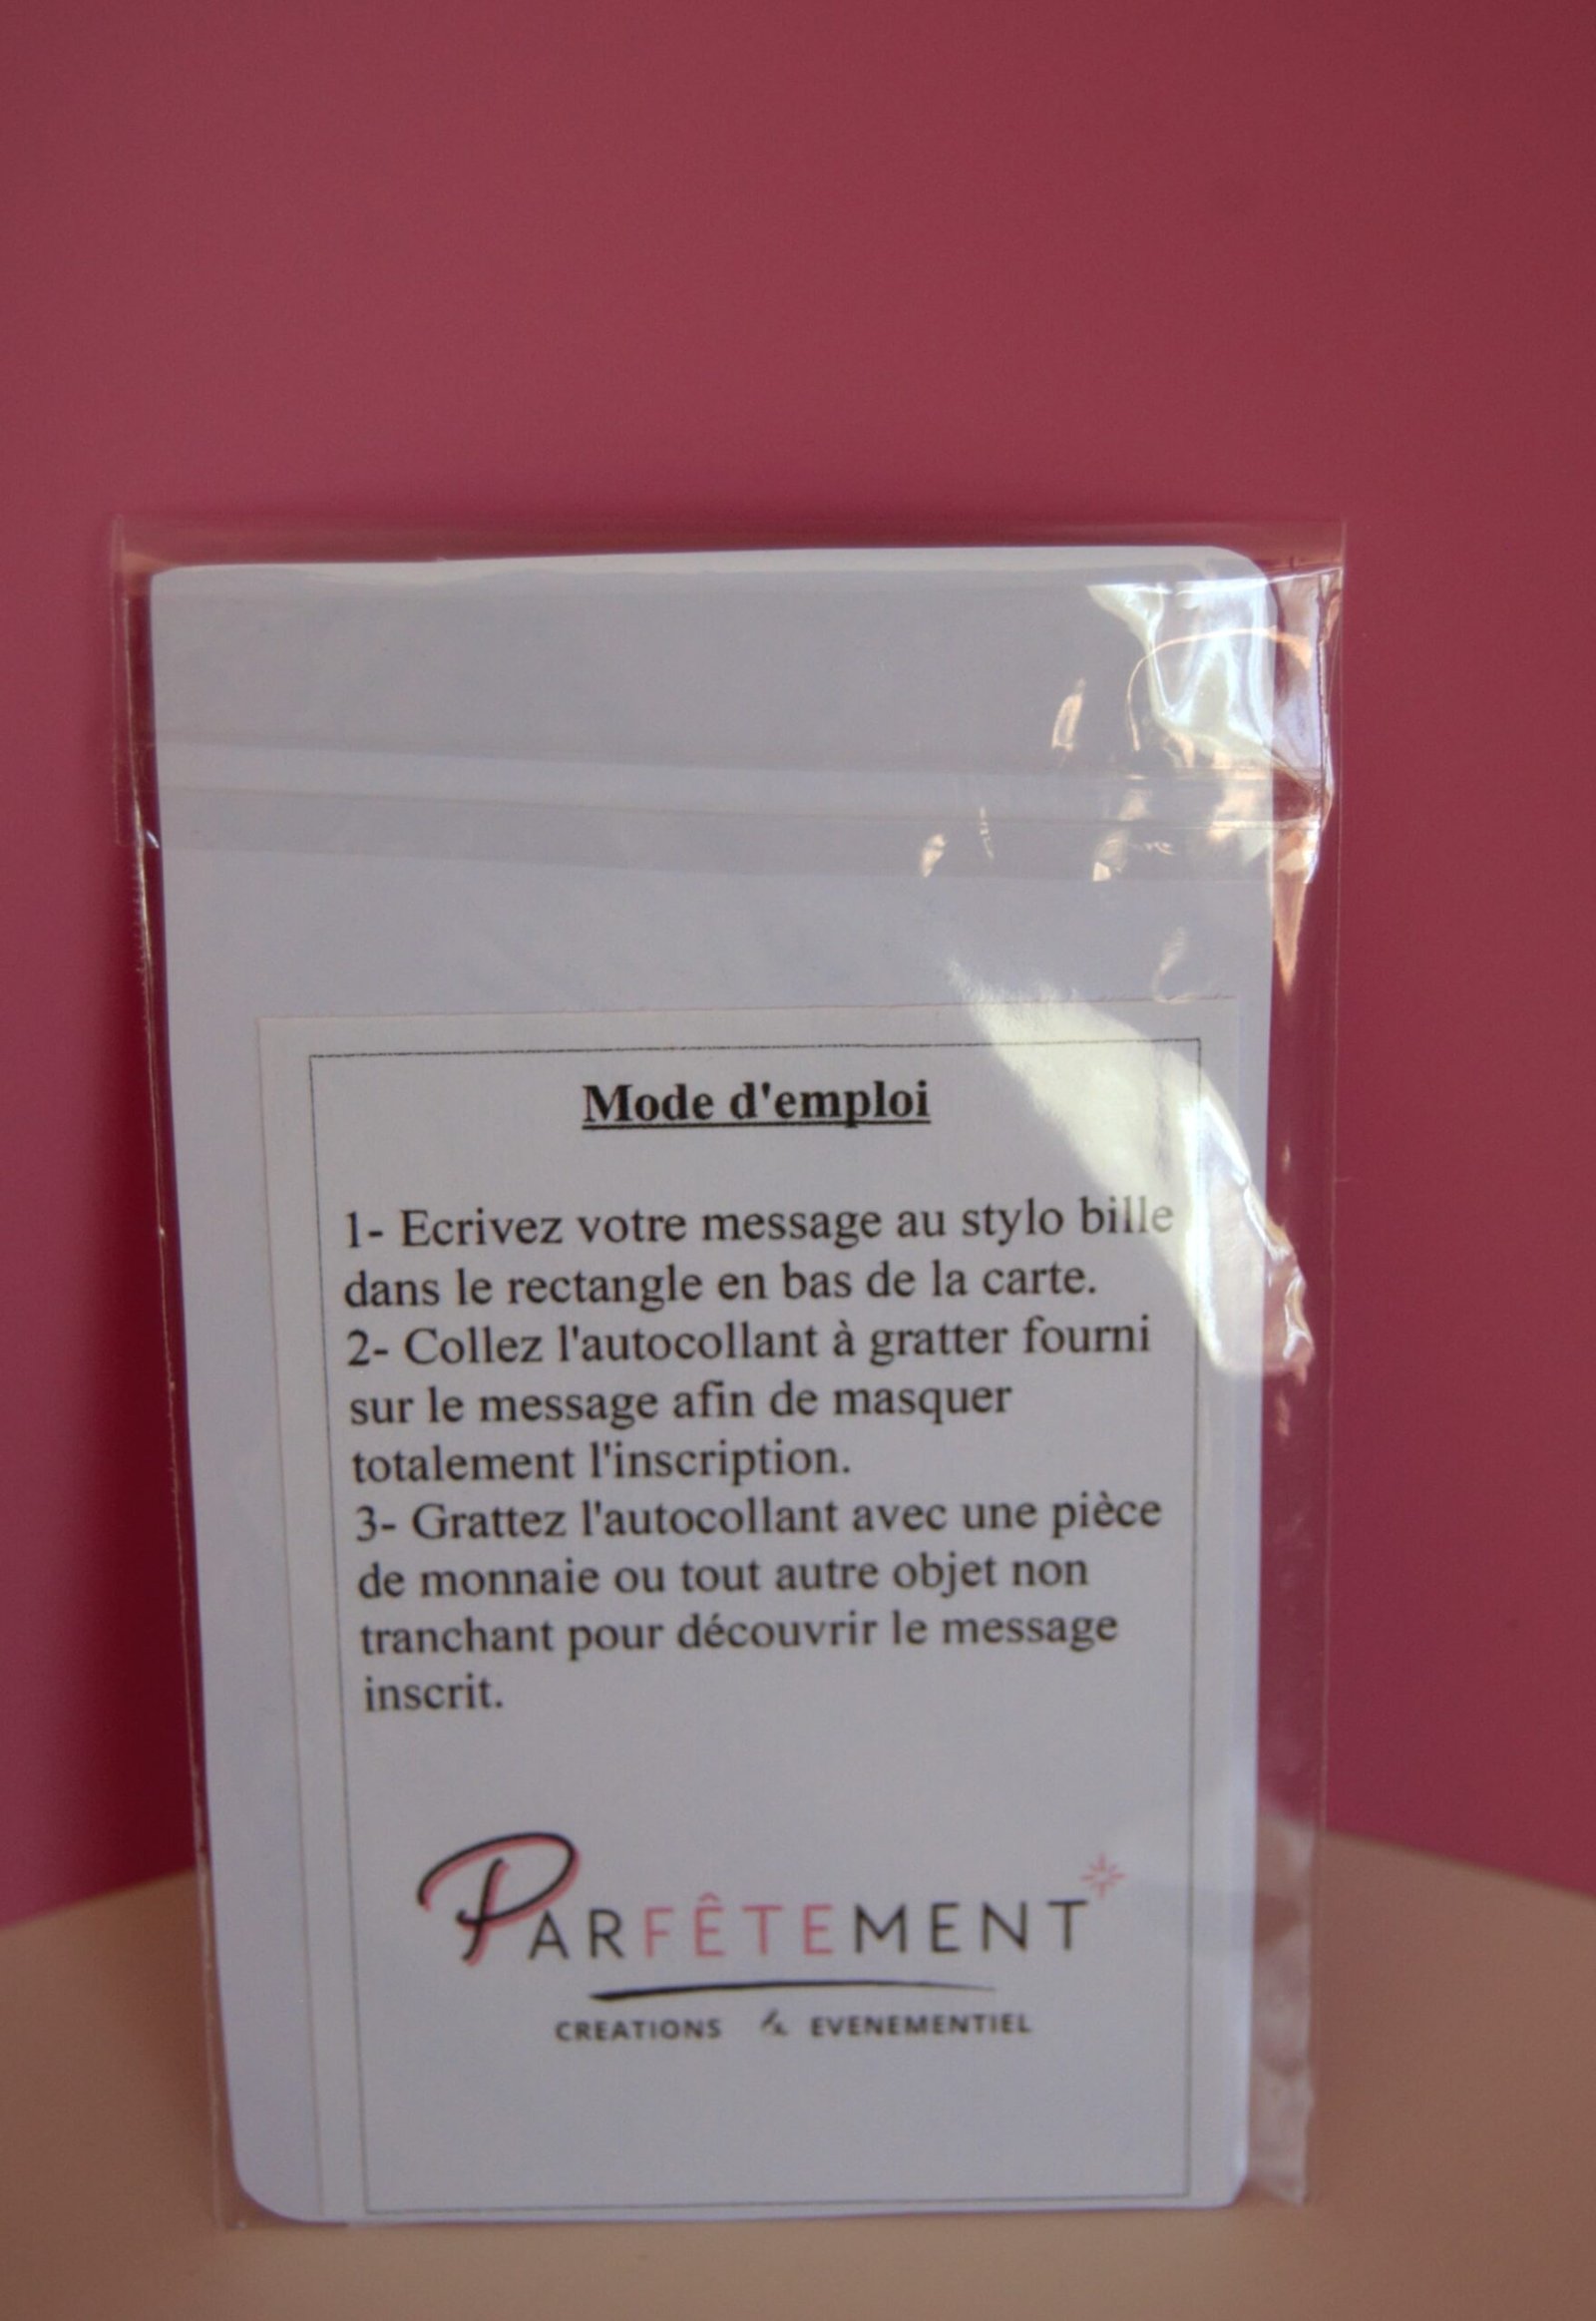 Mode d'emploi
1- Ecrivez votre message au stylo bille
dans le rectangle en bas de la carte.
2- Collez l'autocollant à gratter fourni
sur le message afin de masquer
totalement l'inscription.
3- Grattez l'autocollant avec une pièce
de monnaie ou tout autre objet non
tranchant pour découvrir le message
inscrit.
PARFÊTEMENT
CREATIONS & EVENEMENTIEL